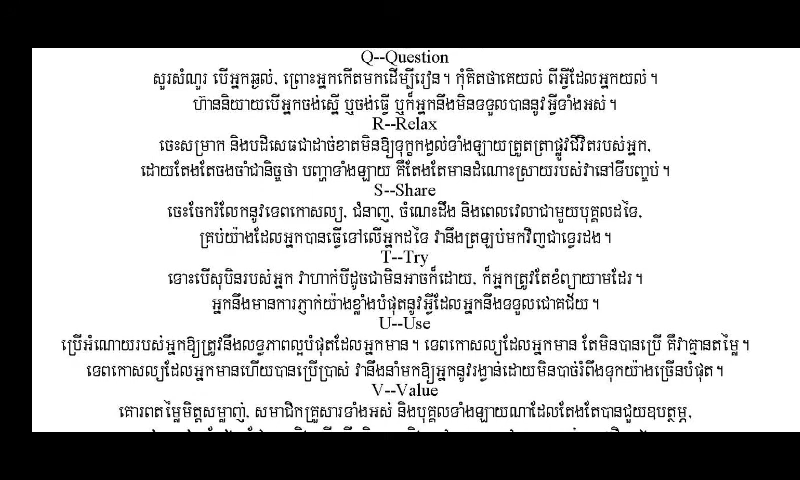 Q--Question
សួរសំណួរ បើអ្នកឆ្ងល់, ព្រោះអ្នកកើតមកដើម្បីរៀន។ កុំគិតថាគេយល់ ពីអ្វីដែលអ្នកយល់។
ហ៊ាននិយាយបើអ្នកចង់ស្នើ ឬចង់ធ្វើ ឬក៏អ្នកនឹងមិនទទួលបាននូវអ្វីទាំងអស់។
R--Relax
ចេះសម្រាក និងបដិសេធជាដាច់ខាតមិនឱ្យទុក្ខកង្វល់ទាំងឡាយត្រួតត្រាផ្លូវជីវិតរបស់អ្នក,
ដោយតែងតែចងចាំជានិច្ចថា បញ្ហាទាំងឡាយ គឺតែងតែមានដំណោះស្រាយរបស់វានៅទីបញ្ចប់។
S--Share
ចេះចែករំលែកនូវទេពកោសល្យ, ជំនាញ, ចំណេះដឹង និងពេលវេលាជាមួយបុគ្គលដទៃ,
គ្រប់យ៉ាងដែលអ្នកបានធ្វើទៅលើអ្នកដទៃ វានឹងត្រឡប់មកវិញជាទ្វេរដង។
T--Try
ទោះបើសុបិនរបស់អ្នក វាហាក់បីដូចជាមិនអាចក៏ដោយ, ក៏អ្នកត្រូវតែខំព្យាយាមដែរ។
អ្នកនឹងមានការភ្ញាក់យ៉ាងខ្លាំងបំផុតនូវអ្វីដែលអ្នកនឹងទទួលជោគជ័យ។
U--Use
ប្រើអំណោយរបស់អ្នកឱ្យត្រូវនឹងលទ្ធភាពល្អបំផុតដែលអ្នកមាន។ ទេពកោសល្យដែលអ្នកមាន តែមិនបានប្រើ គឺវាគ្មានតម្លៃ។
ទេពកោសល្យដែលអ្នកមានហើយបានប្រើប្រាស់ វានឹងនាំមកឱ្យអ្នកនូវរង្វាន់ដោយមិនបាច់រំពឹងទុកយ៉ាងច្រើនបំផុត។
V--Value
គោរពតម្លៃមិត្តសម្លាញ់, សមាជិកគ្រួសារទាំងអស់ និងបុគ្គលទាំងឡាយណាដែលតែងតែបានជួយឧបត្ថម្ភ,